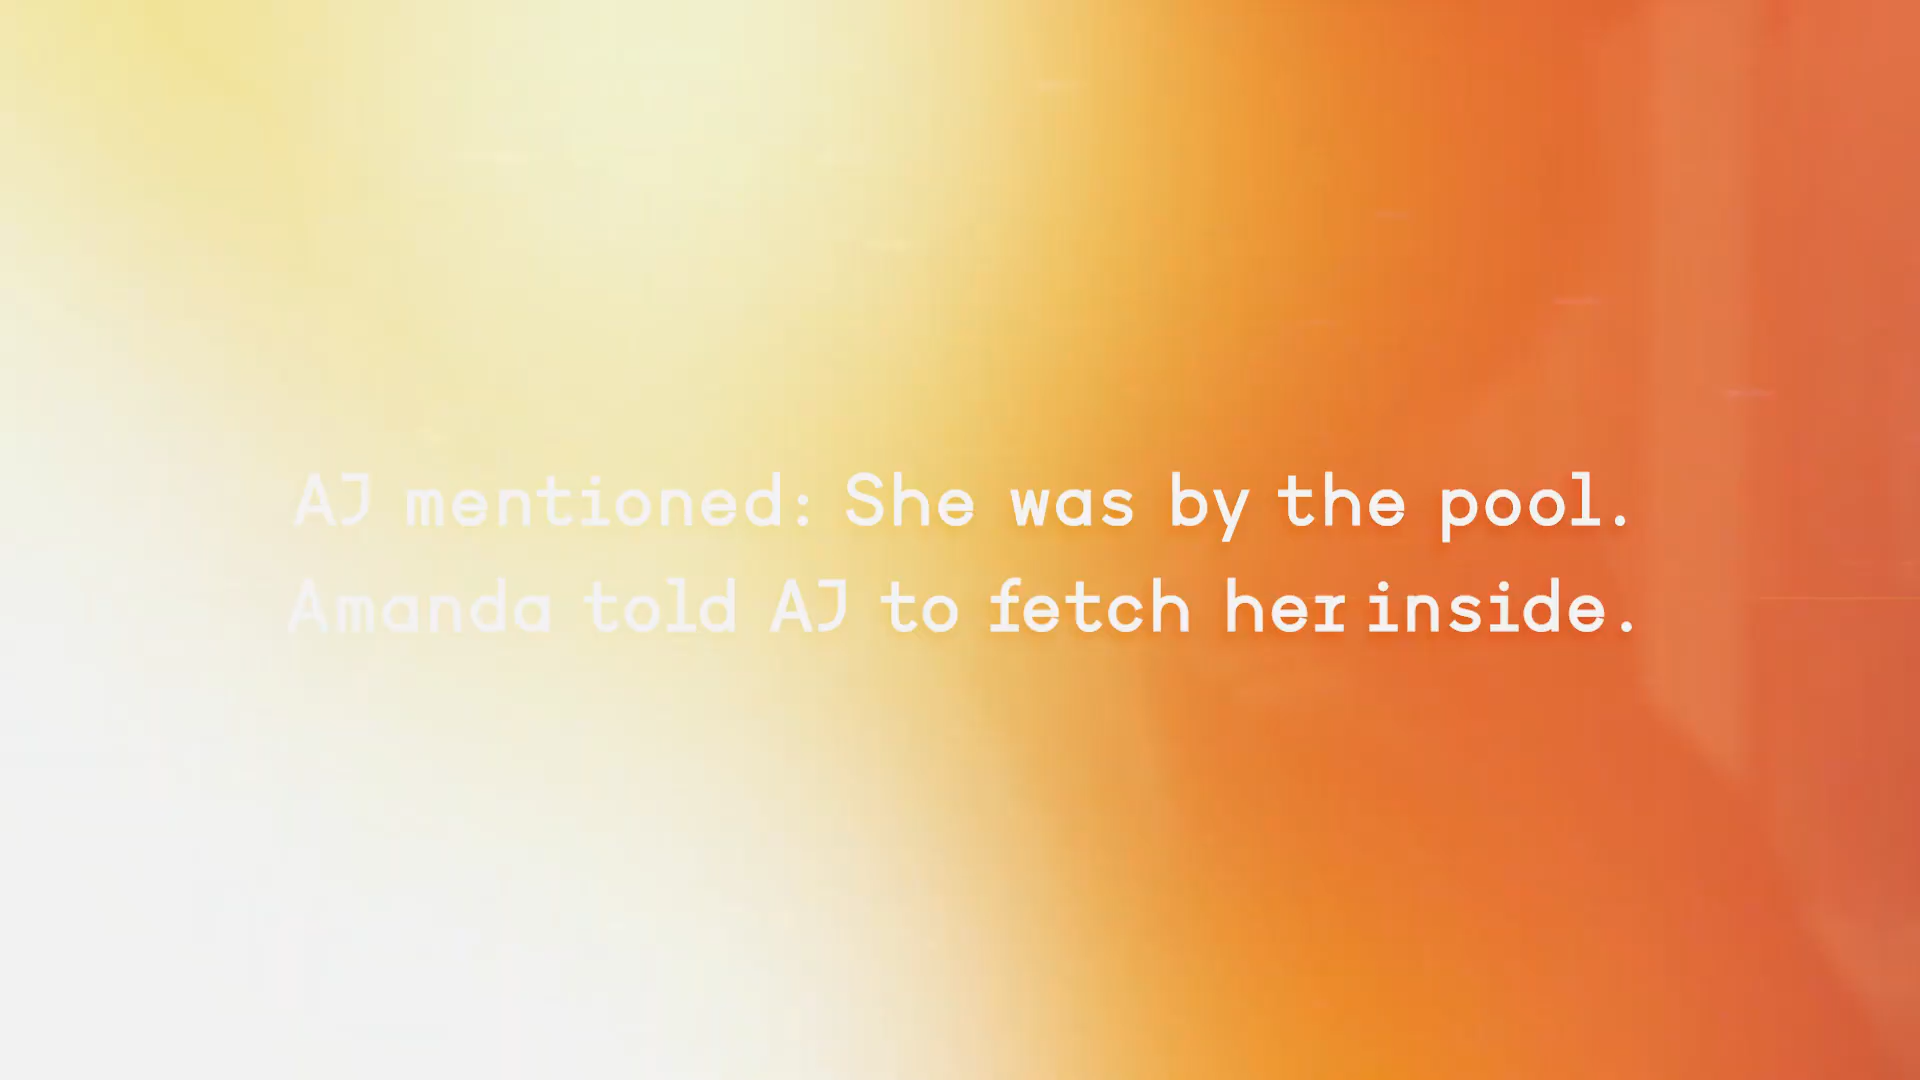 AJ mentioned: She was by the pool.
Amanda told AJ to fetch her inside.